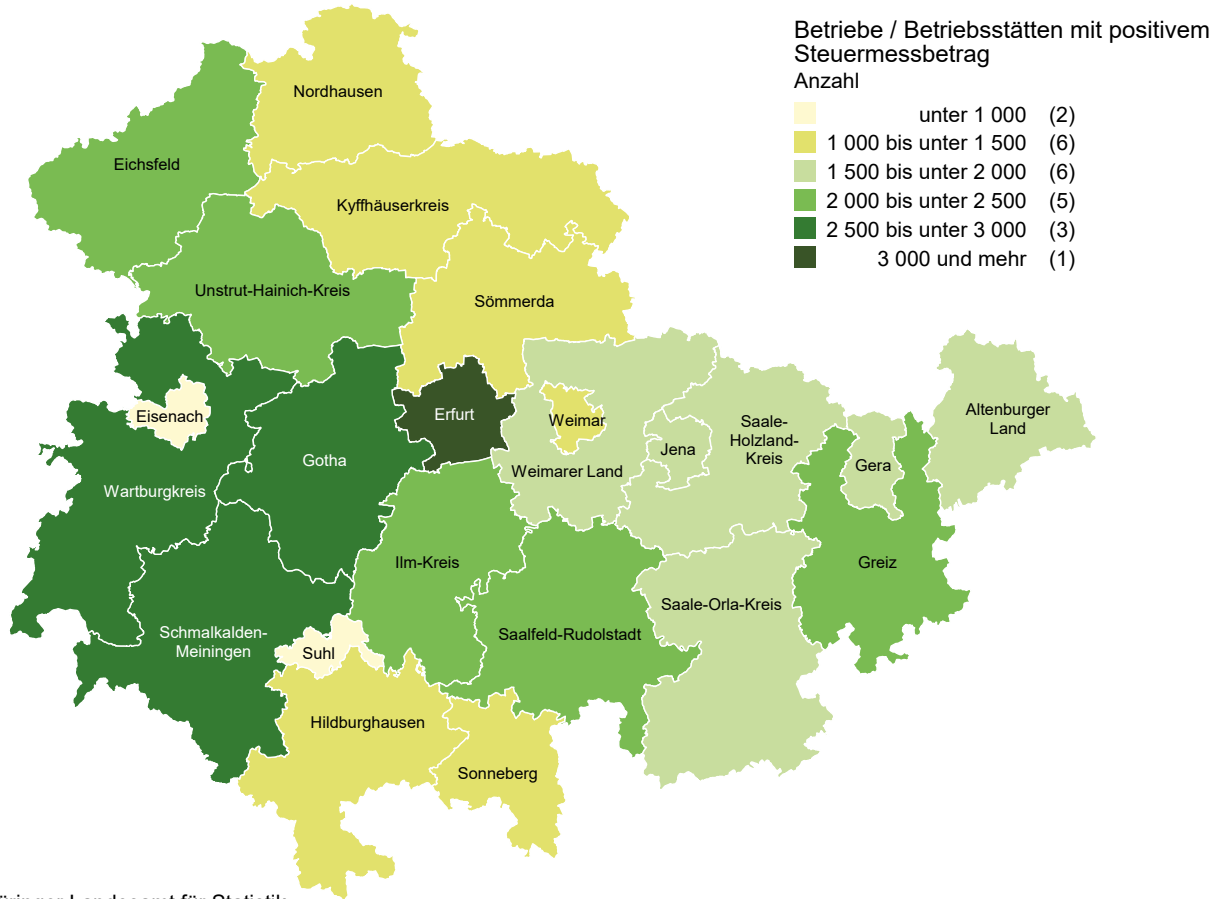 Betriebe / Betriebsstätten mit positivem
Steuermessbetrag
Anzahl
unter 1 000 (2)
1 000 bis unter 1 500 (6)
1 500 bis unter 2 000 (6)
2 000 bis unter 2 500 (5)
2 500 bis unter 3 000 (3)
3 000 und mehr (1)
Nordhausen
Eichsfeld
Kyffhäuserkreis
Unstrut-Hainich-Kreis
Sömmerda
Eisenach
Erfurt
Weimar
Altenburger
Land
Saale-
Holzland-
Kreis
Jena
Gotha
Gera
Weimarer Land
Wartburgkreis
Ilm-Kreis
Greiz
Saale-Orla-Kreis
Schmalkalden-
Meiningen
Saalfeld-Rudolstadt
Suhl
Hildburghausen
Sonneberg
Landesamt für Statistik